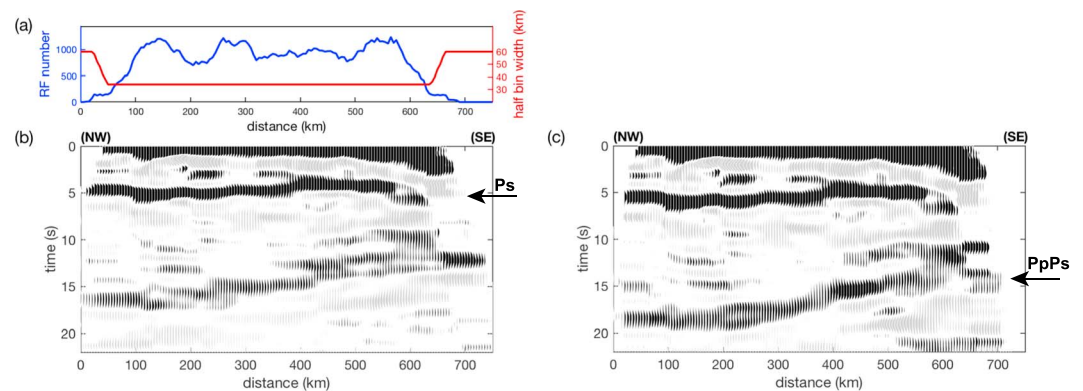 (a)
RF number
1000
500
0
60
50
40
30
half bin width (km)
0 100 200 300 400 500 600 700
distance (km)
(b)
(NW) (SE)
0
5
10
15
20
time (s)
0 100 200 300 400 500 600 700
distance (km)
Ps
(c)
(NW) (SE)
0
5
10
15
20
time (s)
0 100 200 300 400 500 600 700
distance (km)
PpPs